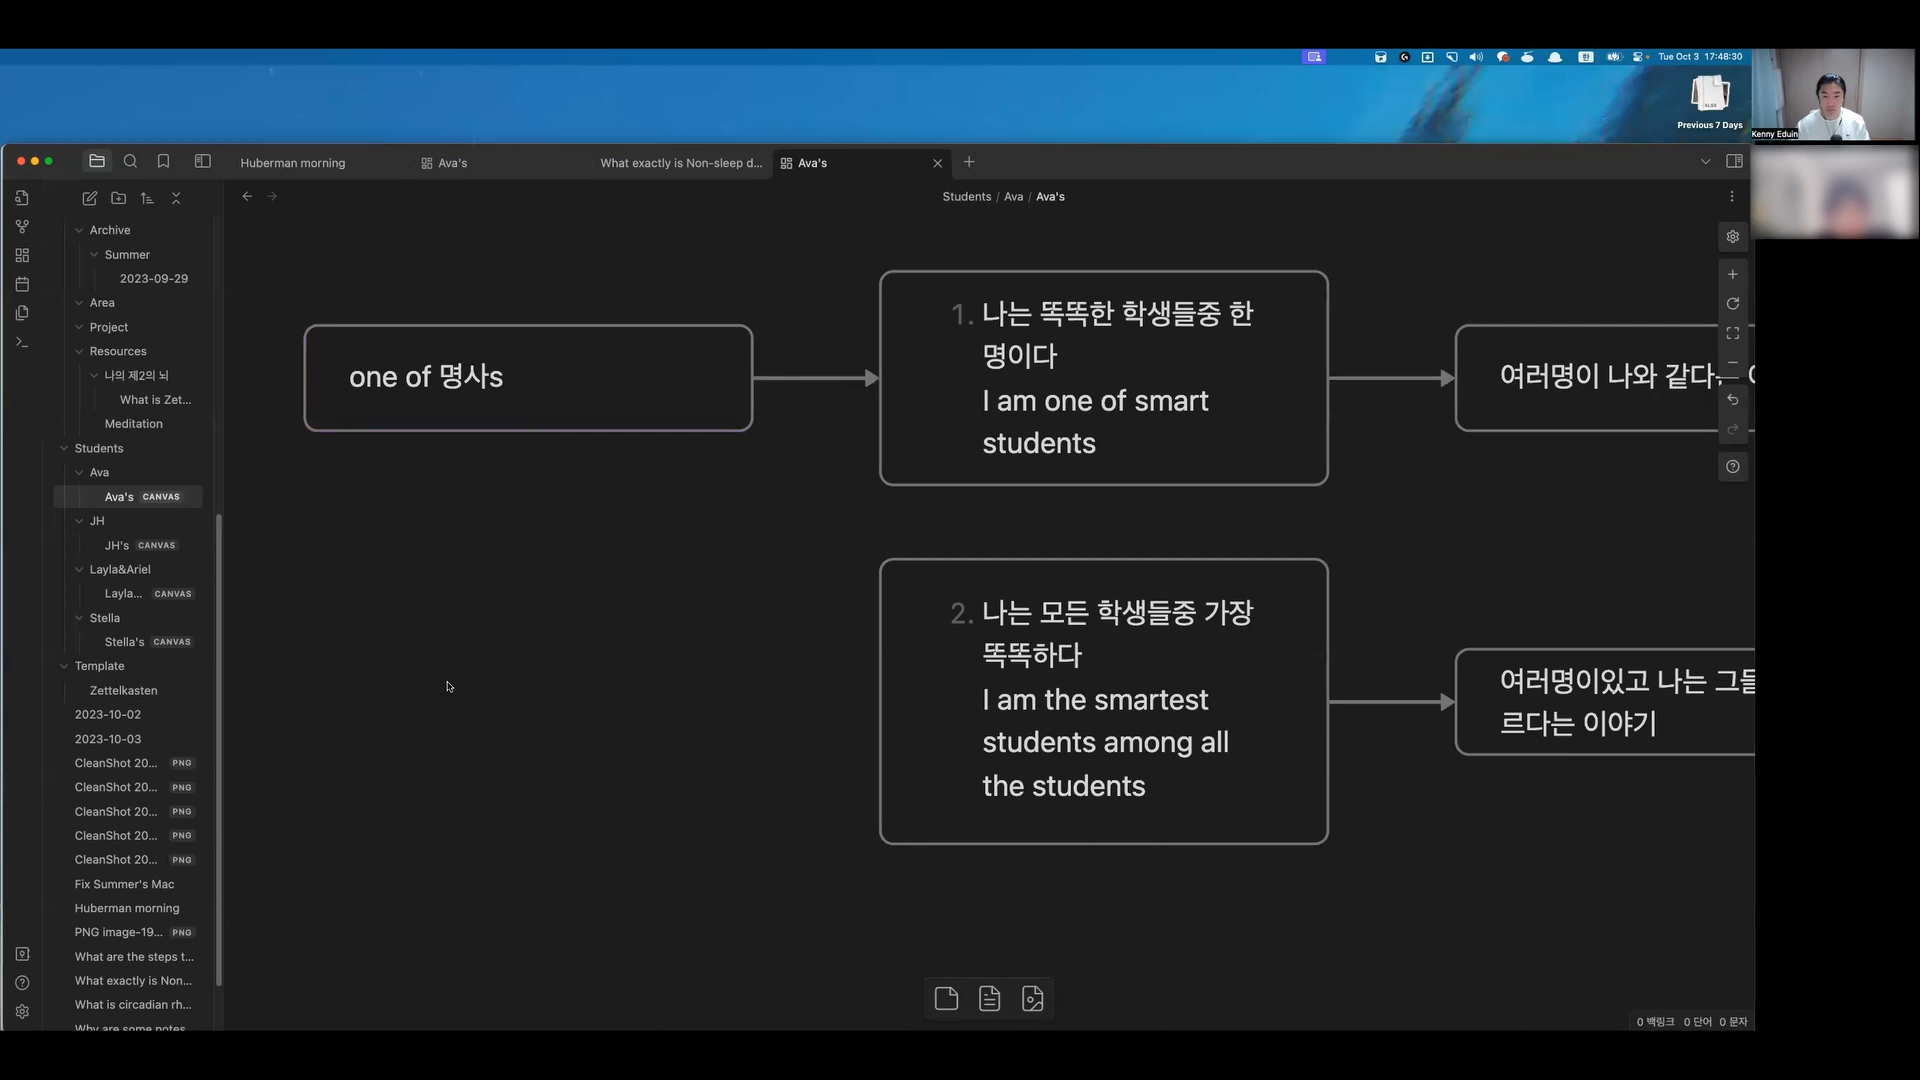 Tue Oct 3 17:48:30
XLSX
Previous 7 Days
Kenny Eduin
Huberman morning
Ava's
What exactly is Non-sleep d...
Ava's
Students / Ava / Ava's
Archive
Summer
2023-09-29
Area
Project
Resources
나의 제2의 뇌
What is Zet...
Meditation
Students
Ava
Ava's CANVAS
JH
JH's CANVAS
Layla&Ariel
Layla... CANVAS
Stella
Stella's CANVAS
Template
Zettelkasten
2023-10-02
2023-10-03
CleanShot 20... PNG
CleanShot 20... PNG
CleanShot 20... PNG
CleanShot 20... PNG
CleanShot 20... PNG
Fix Summer's Mac
Huberman morning
PNG image-19... PNG
What are the steps t...
What exactly is Non...
What is circadian rh...
Why are some notes
one of 명사s
1. 나는 똑똑한 학생들중 한
명이다
I am one of smart
students
여러명이 나와 같다는
2. 나는 모든 학생들중 가장
똑똑하다
I am the smartest
students among all
the students
여러명이있고 나는 그들
르다는 이야기
0 백링크 0 단어 0 문자